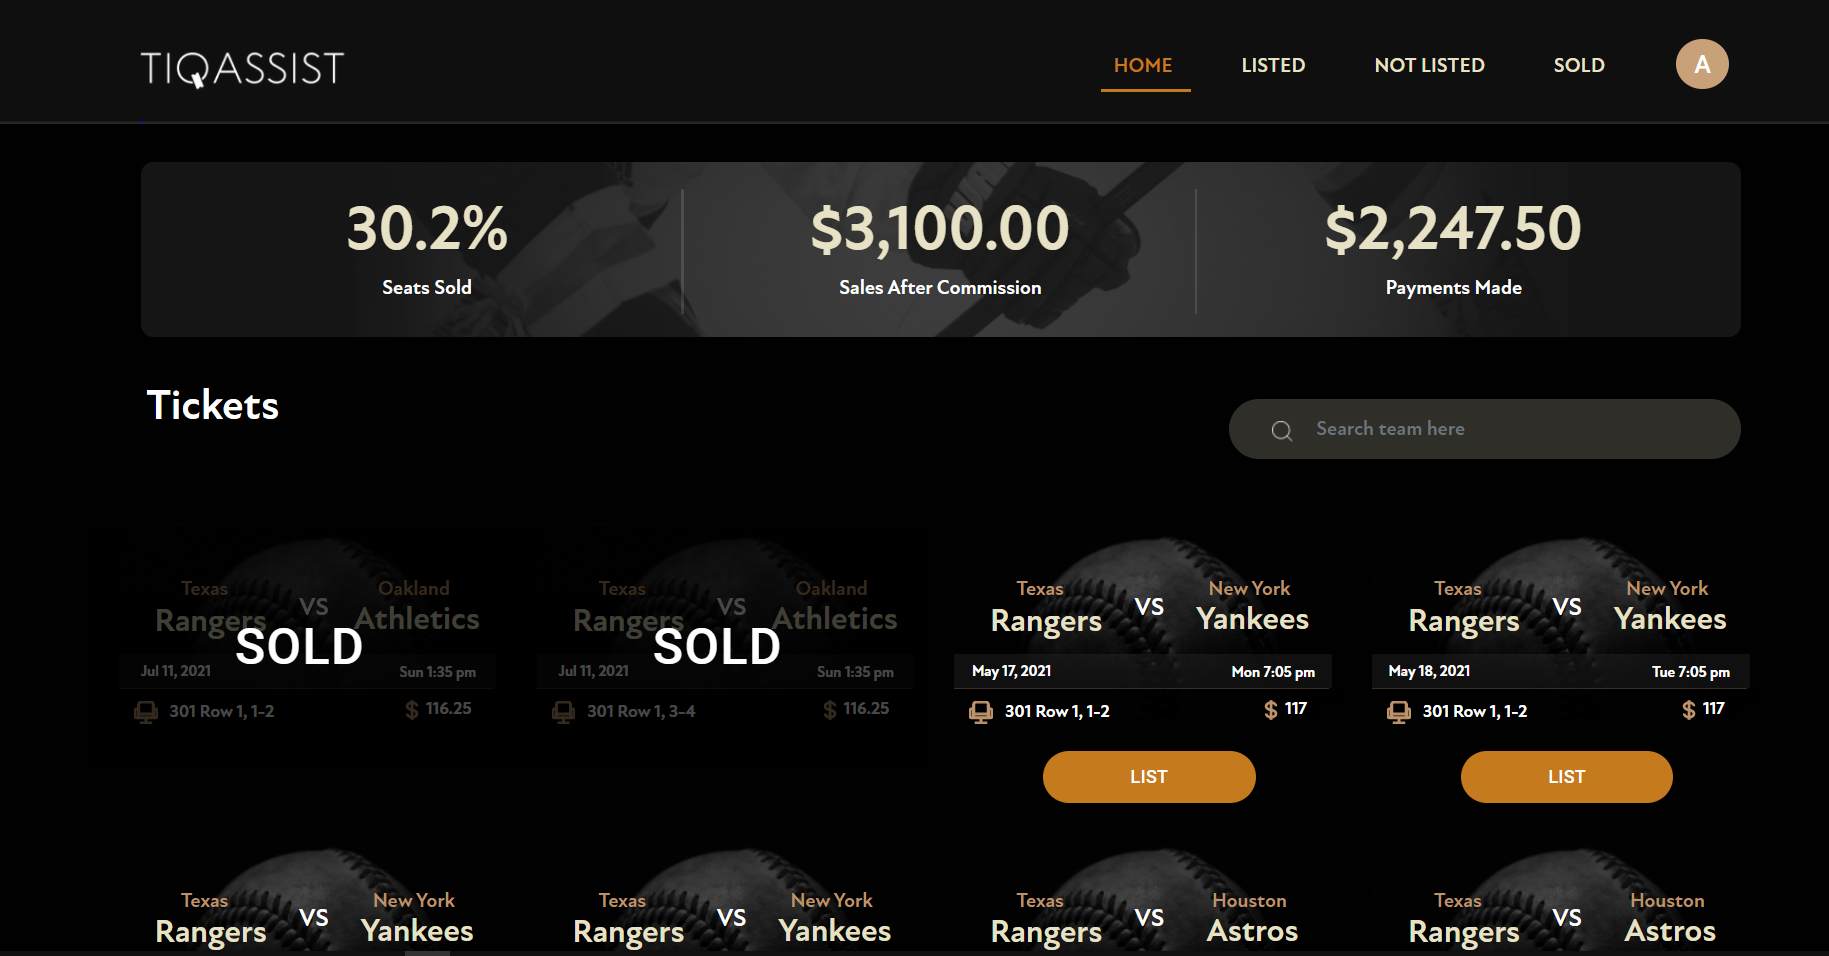 TIQASSIST
HOME LISTED NOT LISTED SOLD A
30.2% $3,100.00 $2,247.50
Seats Sold Sales After Commission Payments Made
Tickets
Search team here
Texas Oakland
Rangers VS Athletics
SOLD
Jul 11, 2021 Sun 1:35 pm
301 Row 1, 1-2 $ 116.25
Texas Oakland
Rangers VS Athletics
SOLD
Jul 11, 2021 Sun 1:35 pm
301 Row 1, 3-4 $ 116.25
Texas New York
Rangers VS Yankees
May 17, 2021 Mon 7:05 pm
301 Row 1, 1-2 $ 117
LIST
Texas New York
Rangers VS Yankees
May 18, 2021 Tue 7:05 pm
301 Row 1, 1-2 $ 117
LIST
Texas New York
Rangers VS Yankees
Texas New York
Rangers VS Yankees
Texas Houston
Rangers VS Astros
Texas Houston
Rangers VS Astros